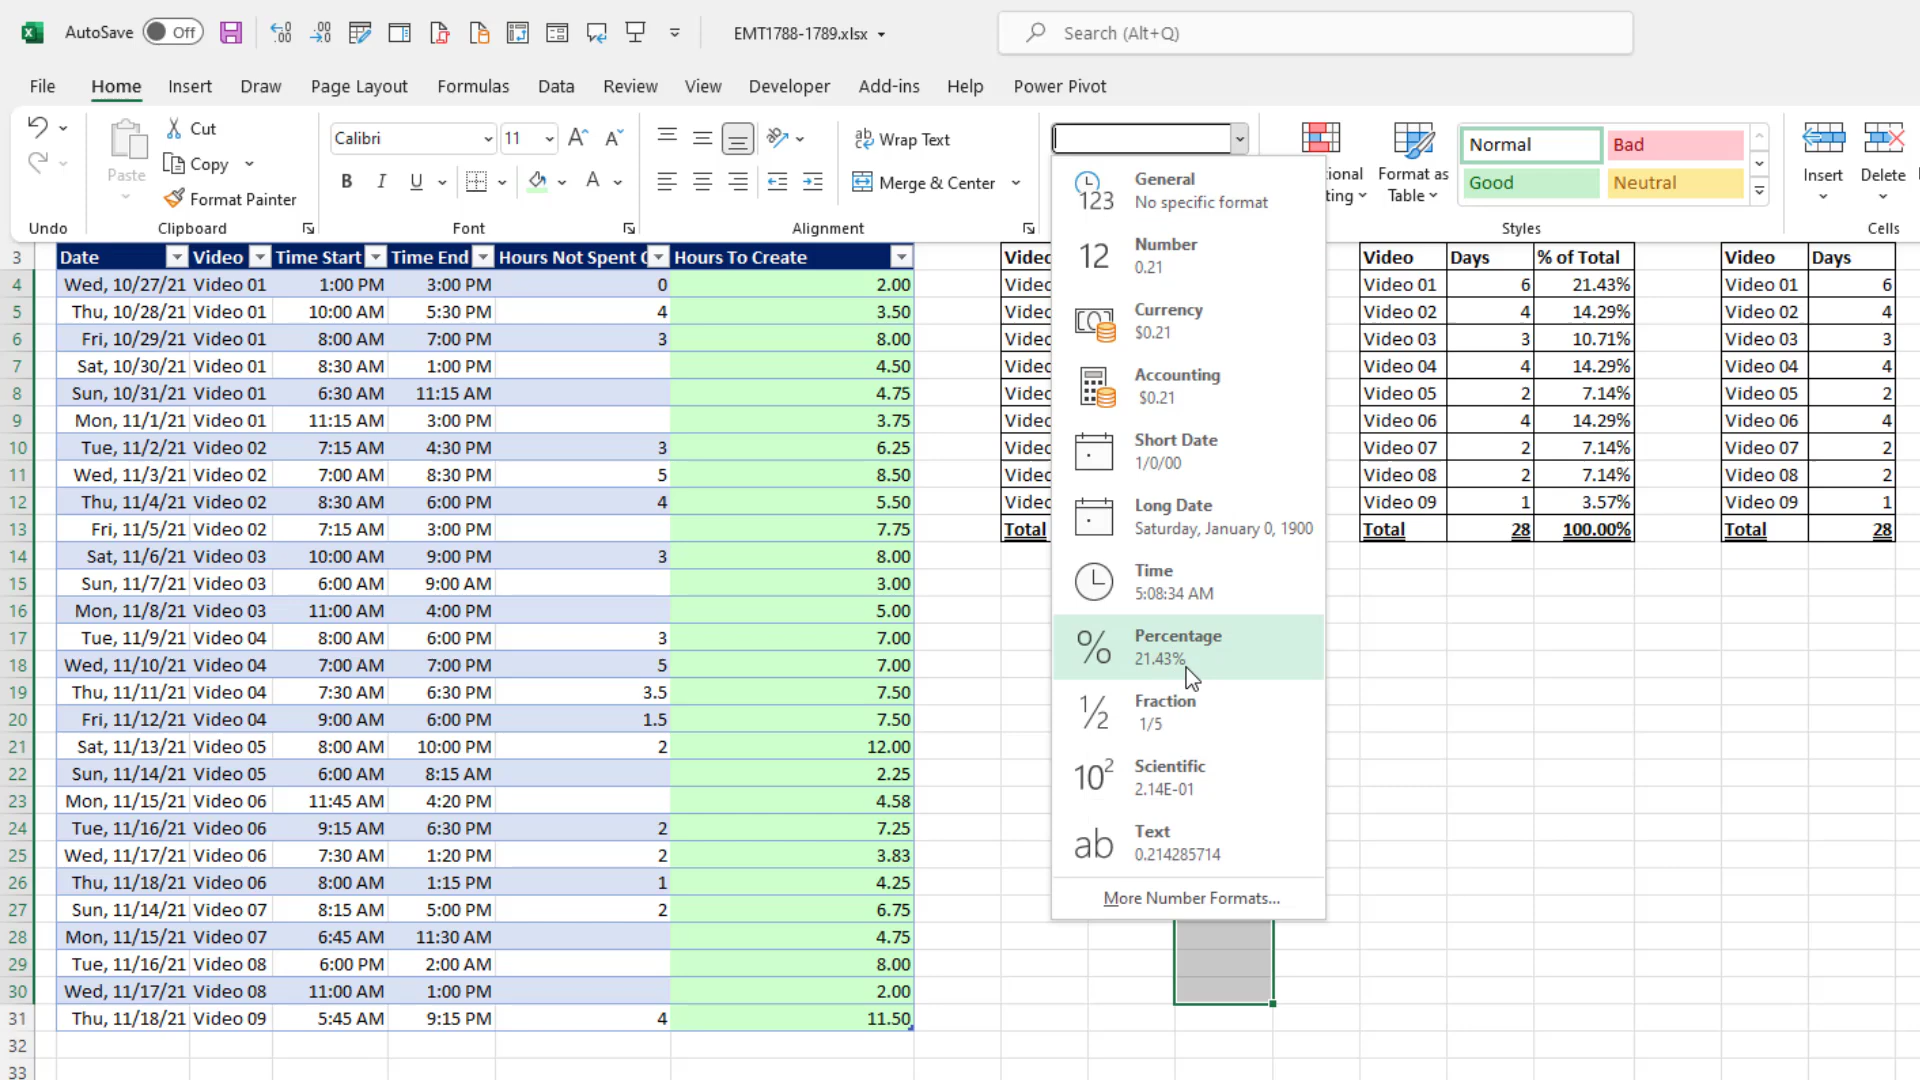 AutoSave Off EMT1788-1789.xlsx Search (Alt+Q)
File Home Insert Draw Page Layout Formulas Data Review View Developer Add-ins Help Power Pivot
Undo
Paste
Cut
Copy
Format Painter
Clipboard
Calibri 11
B I U A
Font
Wrap Text
Merge & Center
Alignment
Format as Table
Normal Bad
Good Neutral
Styles
Insert Delete
Cells
General
No specific format
Number
0.21
Currency
$0.21
Accounting
$0.21
Short Date
1/0/00
Long Date
Saturday, January 0, 1900
Time
5:08:34 AM
Percentage
21.43%
Fraction
1/5
Scientific
2.14E-01
Text
0.214285714
More Number Formats...
3 Date Video Time Start Time End Hours Not Spent Hours To Create
4 Wed, 10/27/21 Video 01 1:00 PM 3:00 PM 0 2.00
5 Thu, 10/28/21 Video 01 10:00 AM 5:30 PM 4 3.50
6 Fri, 10/29/21 Video 01 8:00 AM 7:00 PM 3 8.00
7 Sat, 10/30/21 Video 01 8:30 AM 1:00 PM 4.50
8 Sun, 10/31/21 Video 01 6:30 AM 11:15 AM 4.75
9 Mon, 11/1/21 Video 01 11:15 AM 3:00 PM 3.75
10 Tue, 11/2/21 Video 02 7:15 AM 4:30 PM 3 6.25
11 Wed, 11/3/21 Video 02 7:00 AM 8:30 PM 5 8.50
12 Thu, 11/4/21 Video 02 8:30 AM 6:00 PM 4 5.50
13 Fri, 11/5/21 Video 02 7:15 AM 3:00 PM 7.75
14 Sat, 11/6/21 Video 03 10:00 AM 9:00 PM 3 8.00
15 Sun, 11/7/21 Video 03 6:00 AM 9:00 AM 3.00
16 Mon, 11/8/21 Video 03 11:00 AM 4:00 PM 5.00
17 Tue, 11/9/21 Video 04 8:00 AM 6:00 PM 3 7.00
18 Wed, 11/10/21 Video 04 7:00 AM 7:00 PM 5 7.00
19 Thu, 11/11/21 Video 04 7:30 AM 6:30 PM 3.5 7.50
20 Fri, 11/12/21 Video 04 9:00 AM 6:00 PM 1.5 7.50
21 Sat, 11/13/21 Video 05 8:00 AM 10:00 PM 2 12.00
22 Sun, 11/14/21 Video 05 6:00 AM 8:15 AM 2.25
23 Mon, 11/15/21 Video 06 11:45 AM 4:20 PM 4.58
24 Tue, 11/16/21 Video 06 9:15 AM 6:30 PM 2 7.25
25 Wed, 11/17/21 Video 06 7:30 AM 1:20 PM 2 3.83
26 Thu, 11/18/21 Video 06 8:00 AM 1:15 PM 1 4.25
27 Sun, 11/14/21 Video 07 8:15 AM 5:00 PM 2 6.75
28 Mon, 11/15/21 Video 07 6:45 AM 11:30 AM 4.75
29 Tue, 11/16/21 Video 08 6:00 PM 2:00 AM 8.00
30 Wed, 11/17/21 Video 08 11:00 AM 1:00 PM 2.00
31 Thu, 11/18/21 Video 09 5:45 AM 9:15 PM 4 11.50
32
33
Total
Video Days % of Total
Video 01 6 21.43%
Video 02 4 14.29%
Video 03 3 10.71%
Video 04 4 14.29%
Video 05 2 7.14%
Video 06 4 14.29%
Video 07 2 7.14%
Video 08 2 7.14%
Video 09 1 3.57%
Total 28 100.00%
Video Days
Video 01 6
Video 02 4
Video 03 3
Video 04 4
Video 05 2
Video 06 4
Video 07 2
Video 08 2
Video 09 1
Total 28